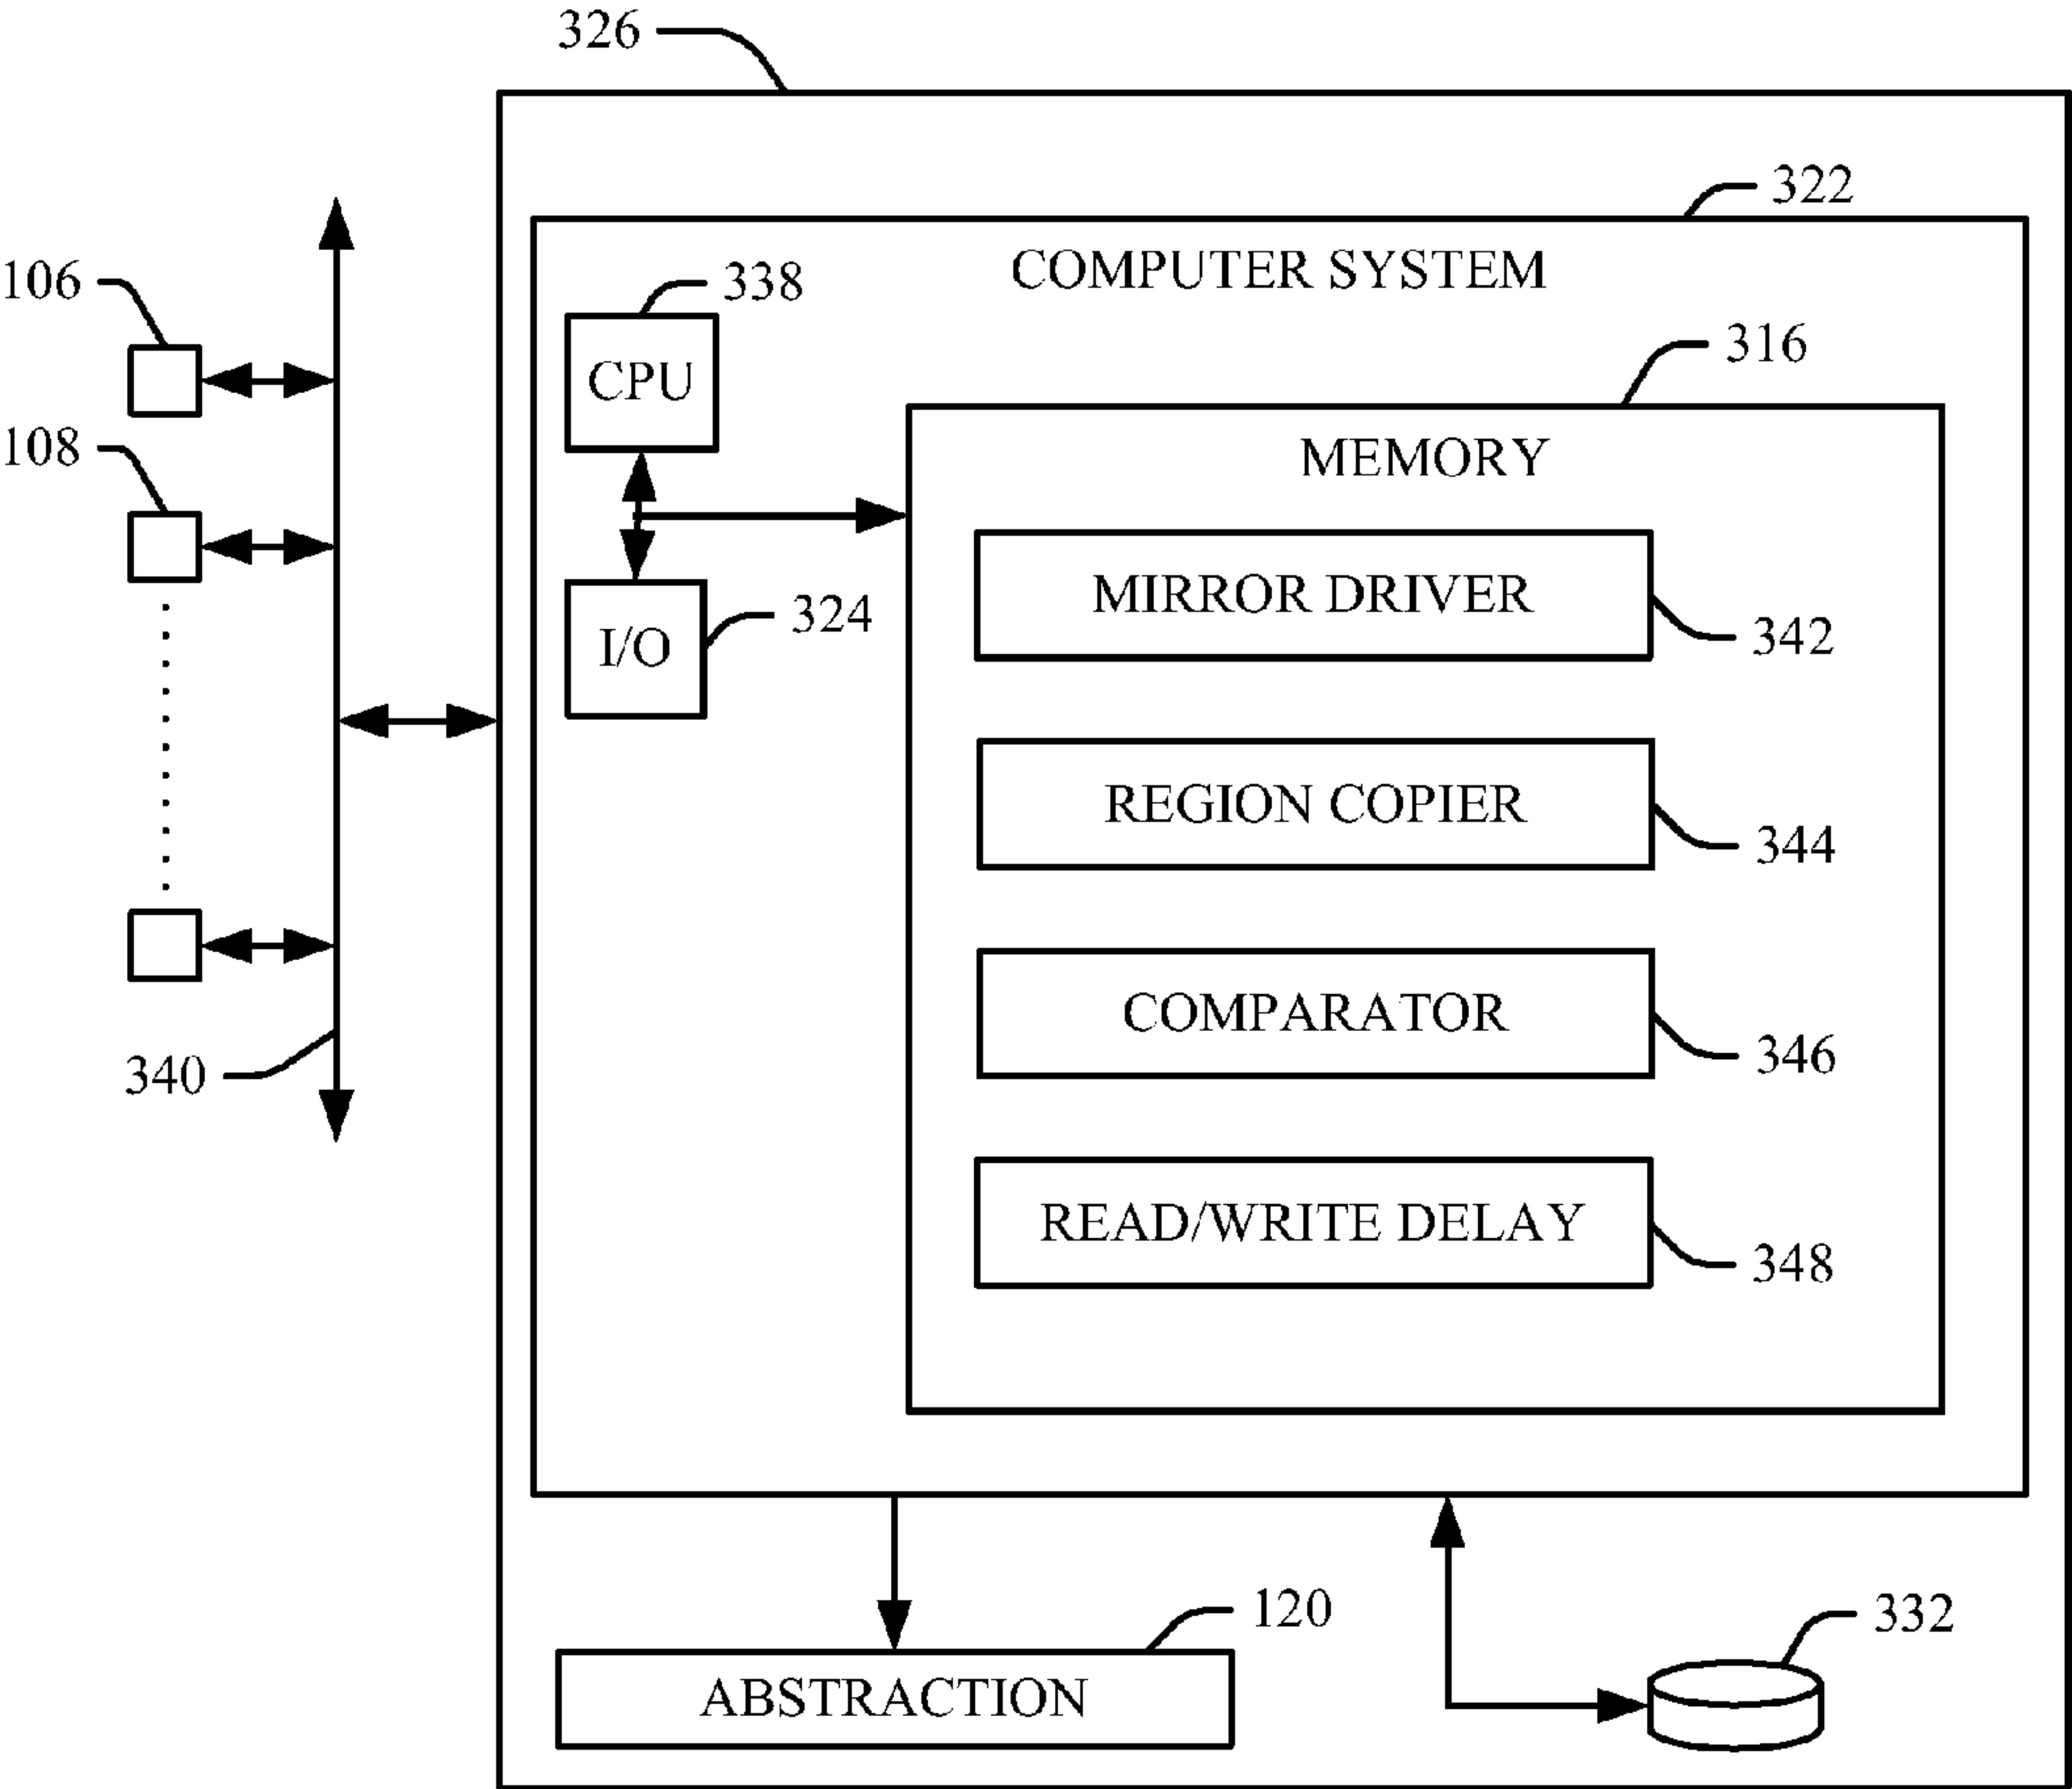 326
322
COMPUTER SYSTEM
106
338
316
CPU
108
MEMORY
MIRROR DRIVER
324
I/O
342
REGION COPIER
344
COMPARATOR
346
340
READ/WRITE DELAY
348
120
332
ABSTRACTION